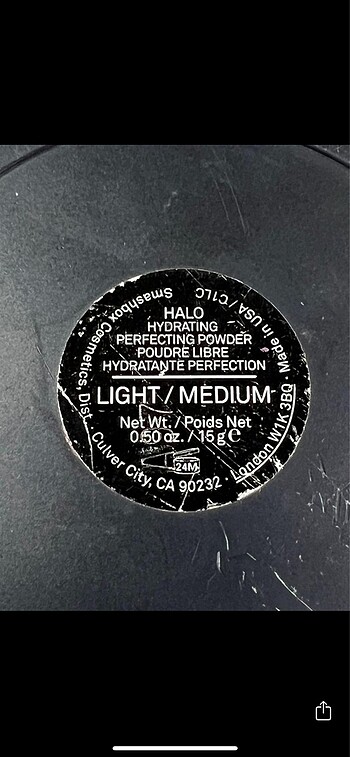 HALO
HYDRATING
PERFECTING POWDER
POUDRE LIBRE
HYDRATANTE PERFECTION
LIGHT / MEDIUM
Net Wt. / Poids Net
0.50 oz. / 15 g ℮
24M
Smashbox Cosmetics, Dist. Culver City, CA 90232 · London W1K 3BQ · Made in USA / C1LC